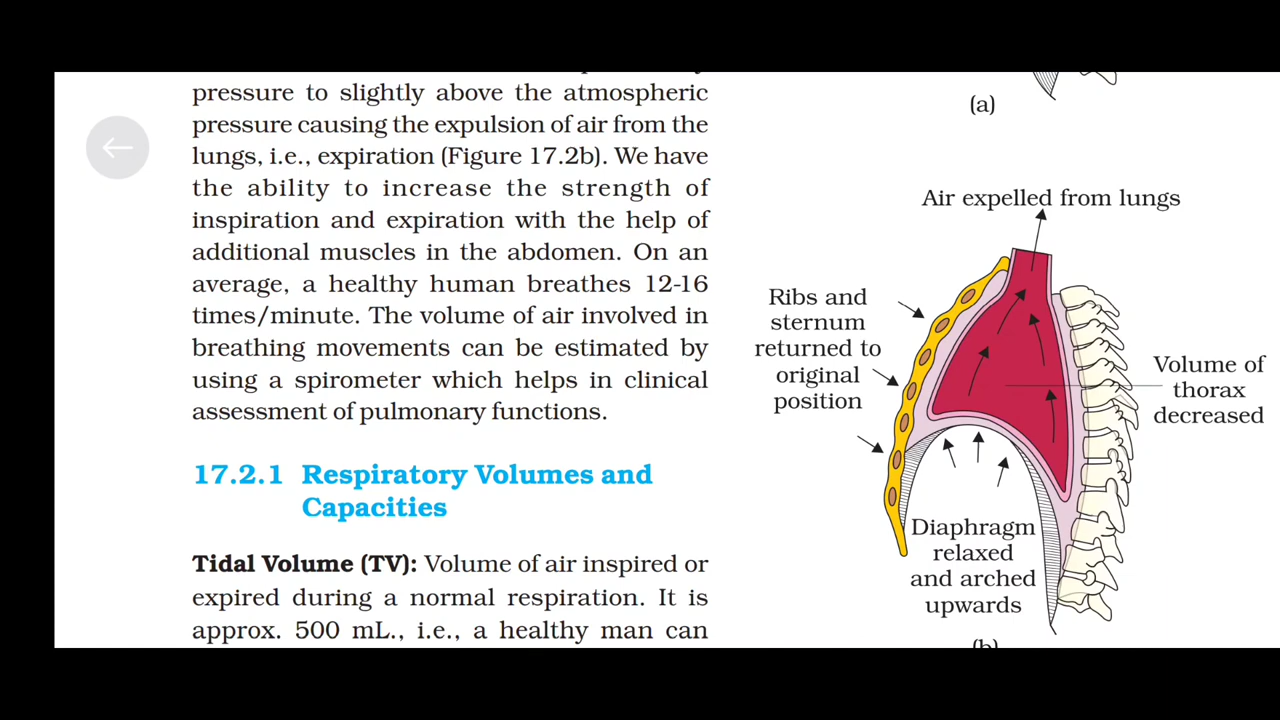 pressure to slightly above the atmospheric
pressure causing the expulsion of air from the
lungs, i.e., expiration (Figure 17.2b). We have
the ability to increase the strength of
inspiration and expiration with the help of
additional muscles in the abdomen. On an
average, a healthy human breathes 12-16
times/minute. The volume of air involved in
breathing movements can be estimated by
using a spirometer which helps in clinical
assessment of pulmonary functions.
17.2.1 Respiratory Volumes and
Capacities
Tidal Volume (TV): Volume of air inspired or
expired during a normal respiration. It is
approx. 500 mL., i.e., a healthy man can
(a)
Air expelled from lungs
Ribs and
sternum
returned to
original
position
Volume of
thorax
decreased
Diaphragm
relaxed
and arched
upwards
(b)